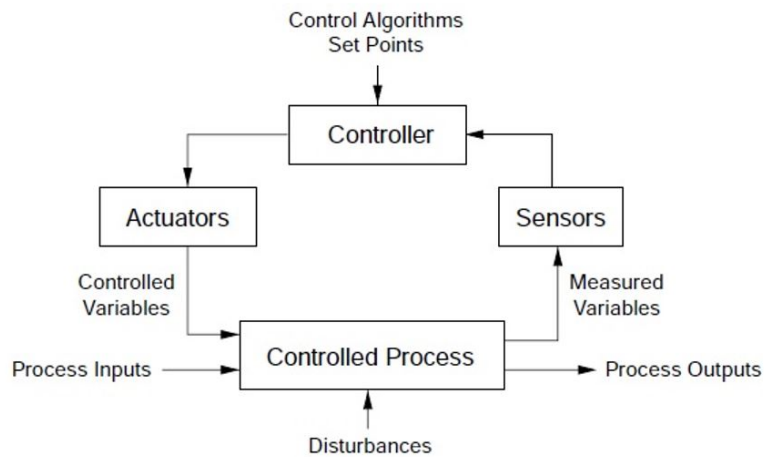 Control Algorithms
Set Points
Controller
Actuators
Sensors
Controlled
Variables
Measured
Variables
Controlled Process
Process Inputs
Process Outputs
Disturbances